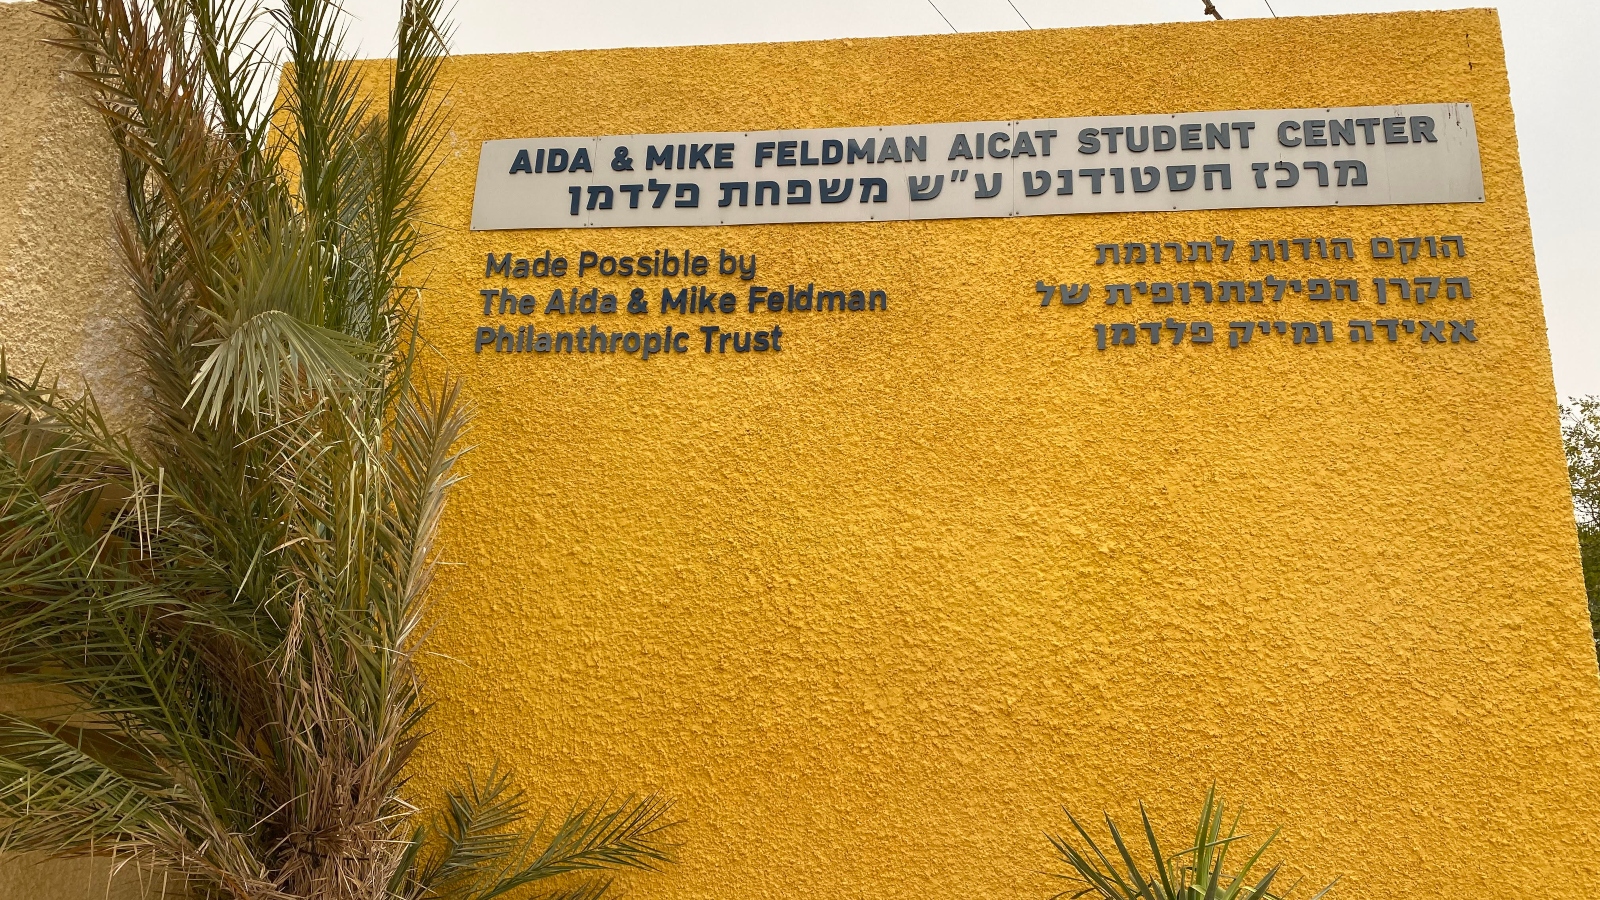 AIDA & MIKE FELDMAN AICAT STUDENT CENTER
מרכז הסטודנט ע"ש משפחת פלדמן
Made Possible by
The Aida & Mike Feldman
Philanthropic Trust
הוקם הודות לתרומת
הקרן הפילנתרופית של
אאידה ומייק פלדמן